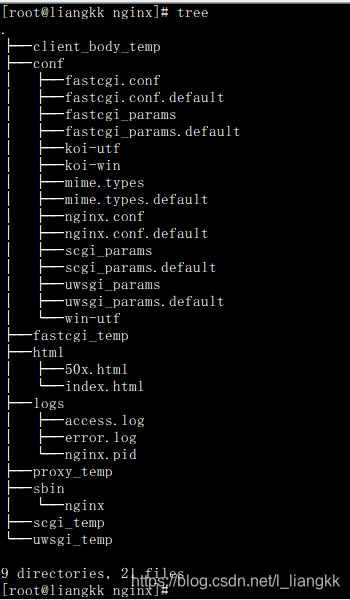 [root@liangkk nginx]# tree
.
├──client_body_temp
├──conf
│   ├──fastcgi.conf
│   ├──fastcgi.conf.default
│   ├──fastcgi_params
│   ├──fastcgi_params.default
│   ├──koi-utf
│   ├──koi-win
│   ├──mime.types
│   ├──mime.types.default
│   ├──nginx.conf
│   ├──nginx.conf.default
│   ├──scgi_params
│   ├──scgi_params.default
│   ├──uwsgi_params
│   ├──uwsgi_params.default
│   └──win-utf
├──fastcgi_temp
├──html
│   ├──50x.html
│   └──index.html
├──logs
│   ├──access.log
│   ├──error.log
│   └──nginx.pid
├──proxy_temp
├──sbin
│   └──nginx
├──scgi_temp
└──uwsgi_temp
9 directories, 21 files
https://blog.csdn.net/l_liangkk
[root@liangkk nginx]#